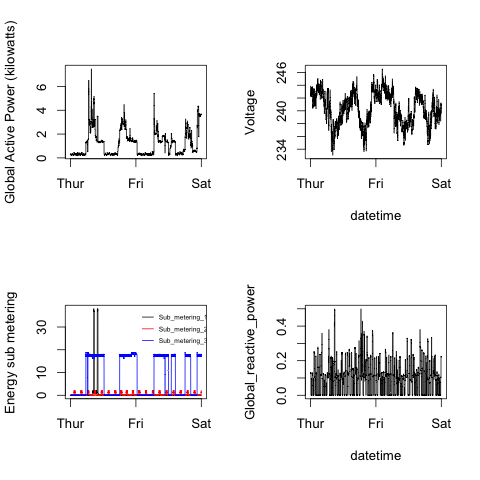 Global Active Power (kilowatts)
6
4
2
0
Thur Fri Sat
Voltage
246
240
234
Thur Fri Sat
datetime
Energy sub metering
30
10
0
Sub_metering_1
Sub_metering_2
Sub_metering_3
Thur Fri Sat
Global_reactive_power
0.4
0.2
0.0
Thur Fri Sat
datetime